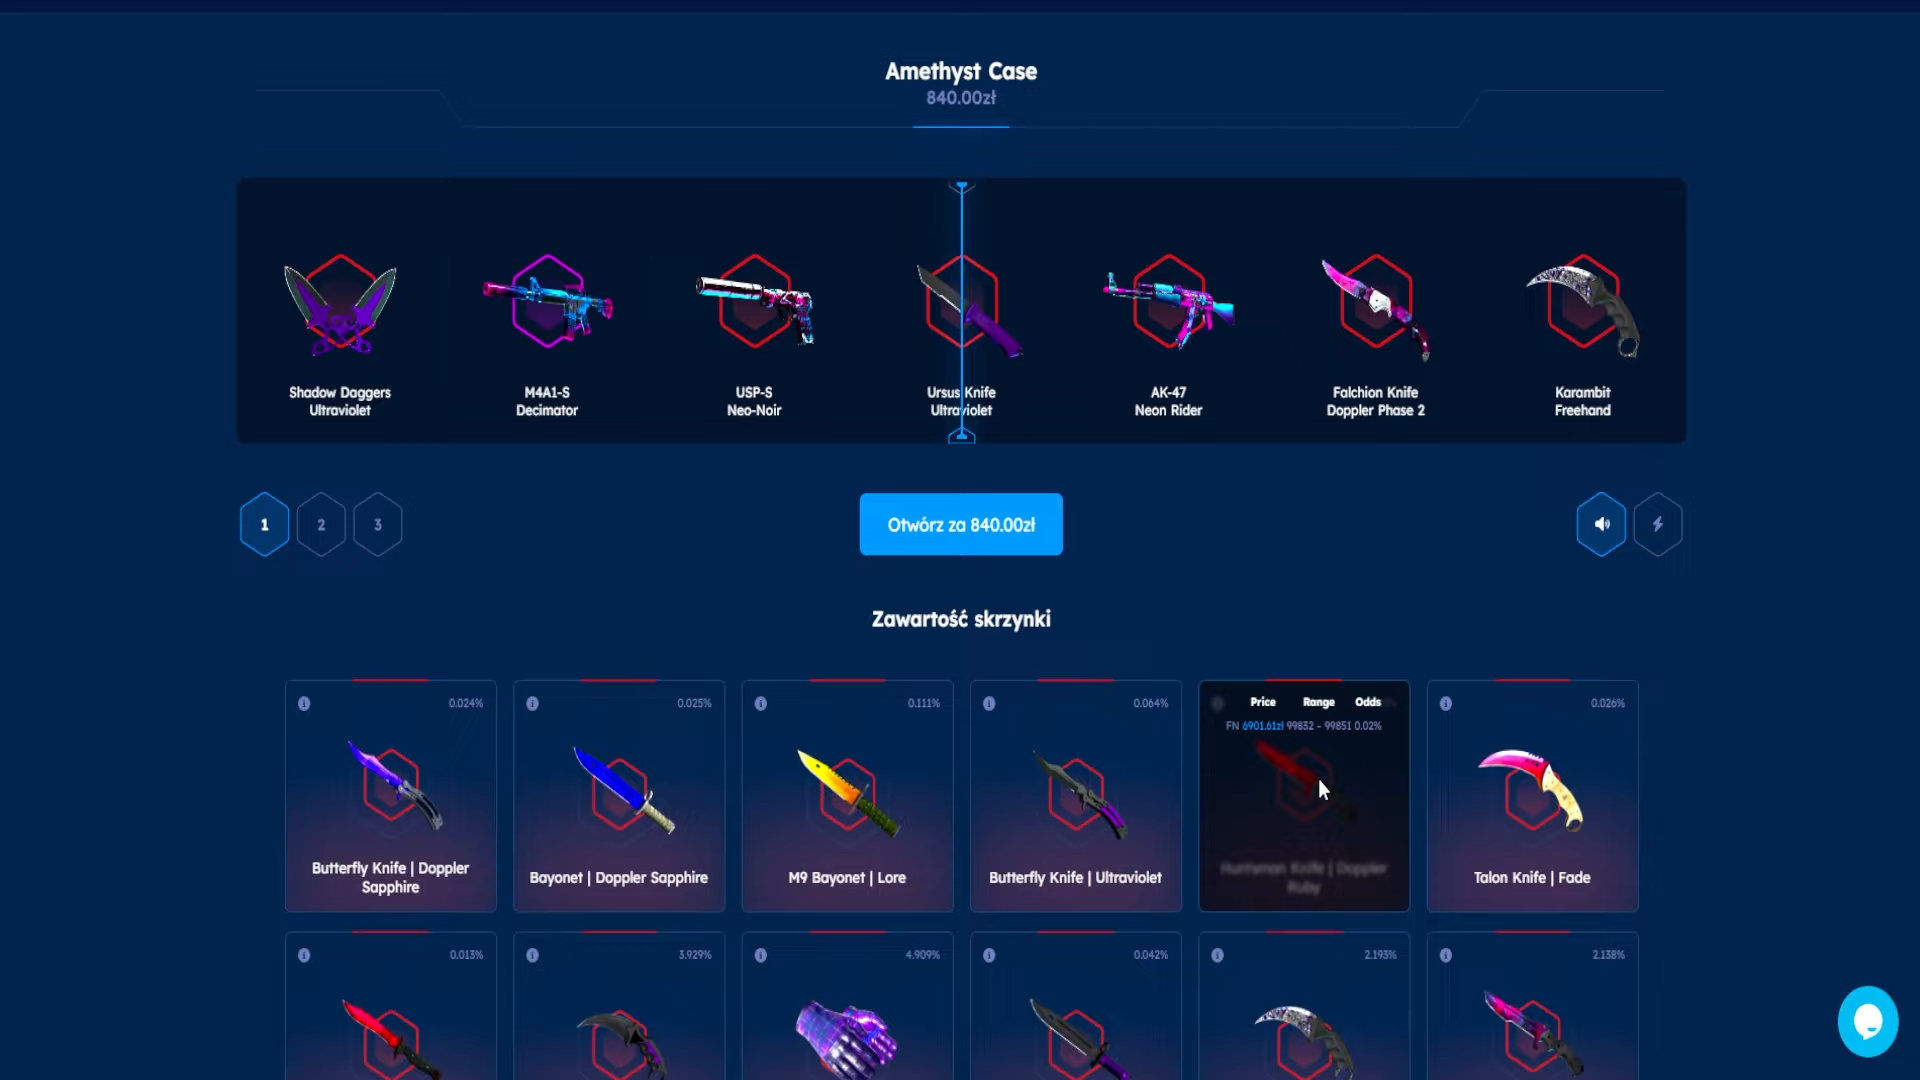 Amethyst Case
840.00zł
Shadow Daggers
Ultraviolet
M4A1-S
Decimator
USP-S
Neo-Noir
Ursus Knife
Ultraviolet
AK-47
Neon Rider
Falchion Knife
Doppler Phase 2
Karambit
Freehand
1
2
3
Otwórz za 840.00zł
Zawartość skrzynki
0.024%
Butterfly Knife | Doppler
Sapphire
0.025%
Bayonet | Doppler Sapphire
0.111%
M9 Bayonet | Lore
0.064%
Butterfly Knife | Ultraviolet
Price Range Odds
FN 6901.61zł 99832 - 99851 0.02%
Huntsman Knife | Doppler
Ruby
0.026%
Talon Knife | Fade
0.013%
3.929%
4.909%
0.042%
2.193%
2.138%